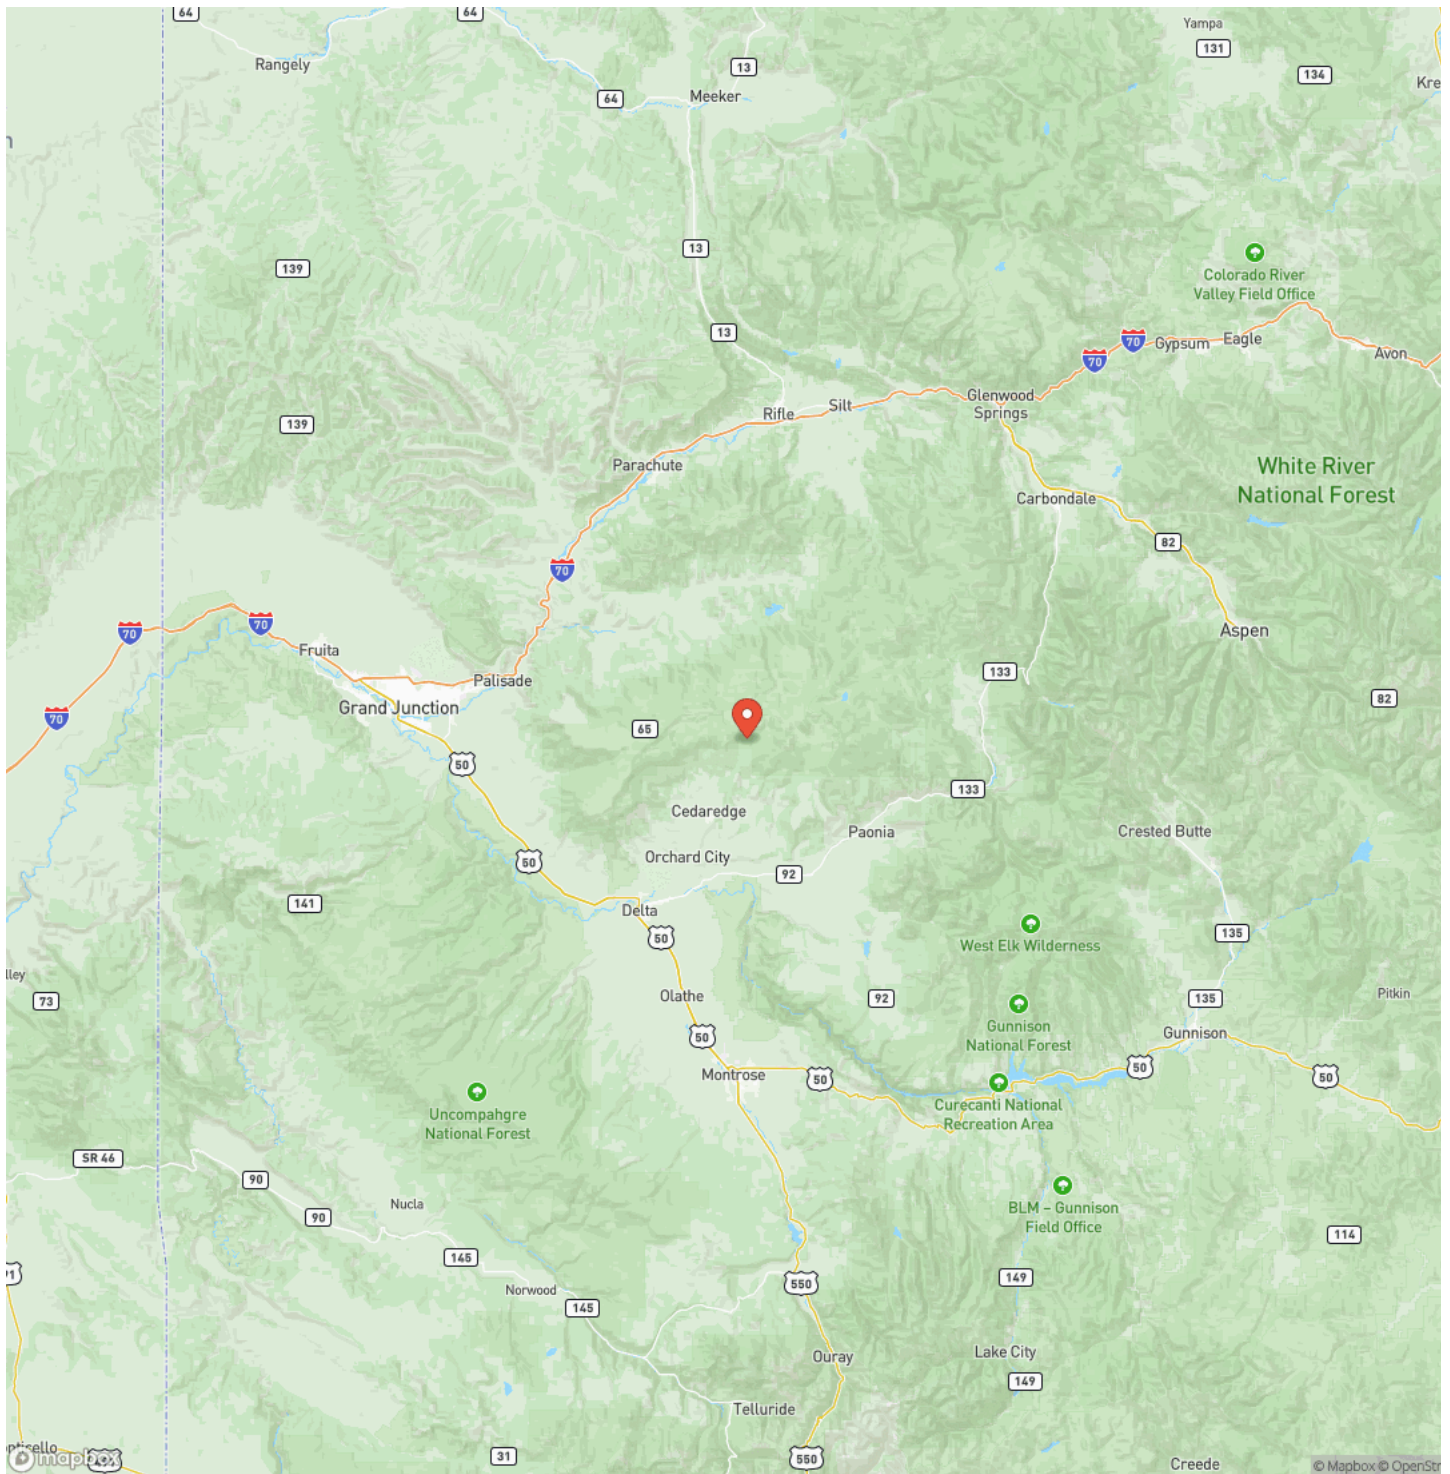 64
64
Yampa
131
Rangely
13
134
Kre
64
Meeker
n
13
139
Colorado River
Valley Field Office
13
70
Gypsum
Eagle
70
Avon
Glenwood
Springs
Silt
Rifle
139
Parachute
White River
National Forest
Carbondale
82
70
70
70
Aspen
Fruita
133
Palisade
82
Grand Junction
70
65
50
133
Cedaredge
Paonia
Crested Butte
Orchard City
50
92
141
Delta
135
50
West Elk Wilderness
lley
73
Olathe
92
135
Pitkin
Gunnison
National Forest
Gunnison
50
Montrose
50
50
50
Uncompahgre
National Forest
Curecanti National
Recreation Area
SR 46
90
BLM – Gunnison
Field Office
Nucla
90
114
145
91
149
550
Norwood
145
Lake City
Ouray
149
Telluride
nticello
mapbox
31
550
Creede
© Mapbox © OpenStr